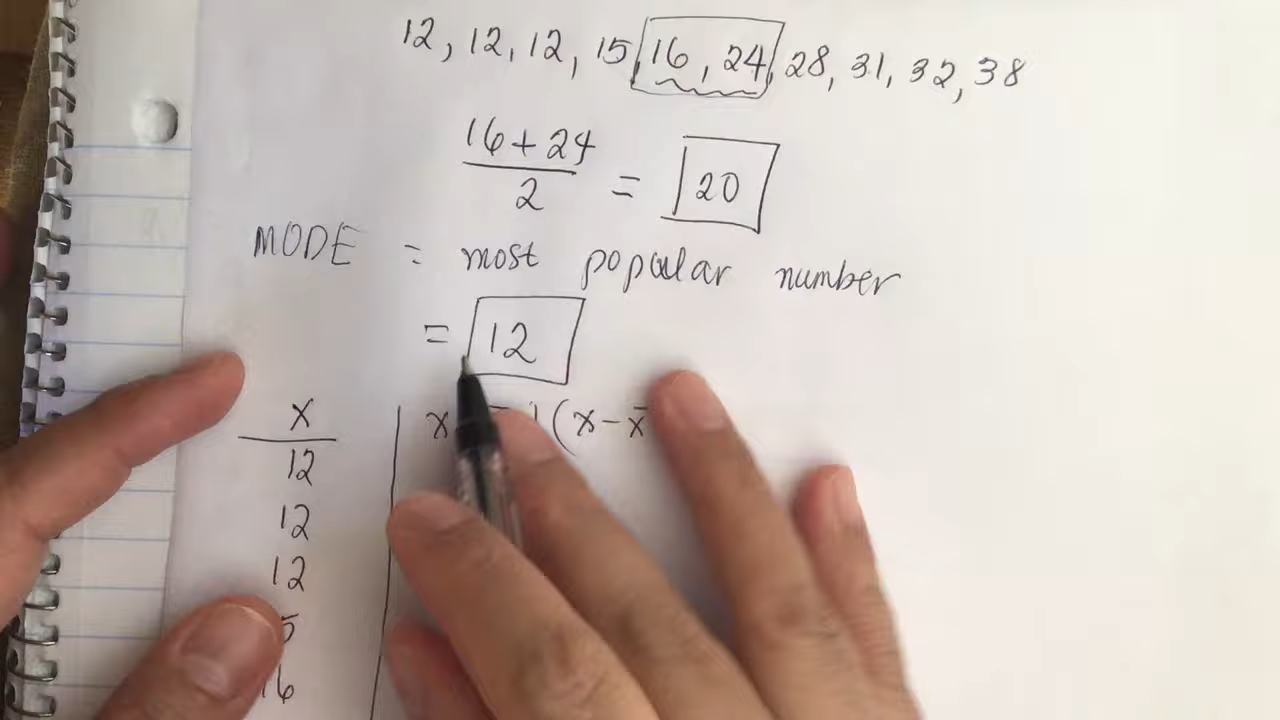 12, 12, 12, 15, 16, 24, 28, 31, 32, 38
16 + 24
2
= 20
MODE = most popular number
= 12
x
x
(x - x̄
12
12
12